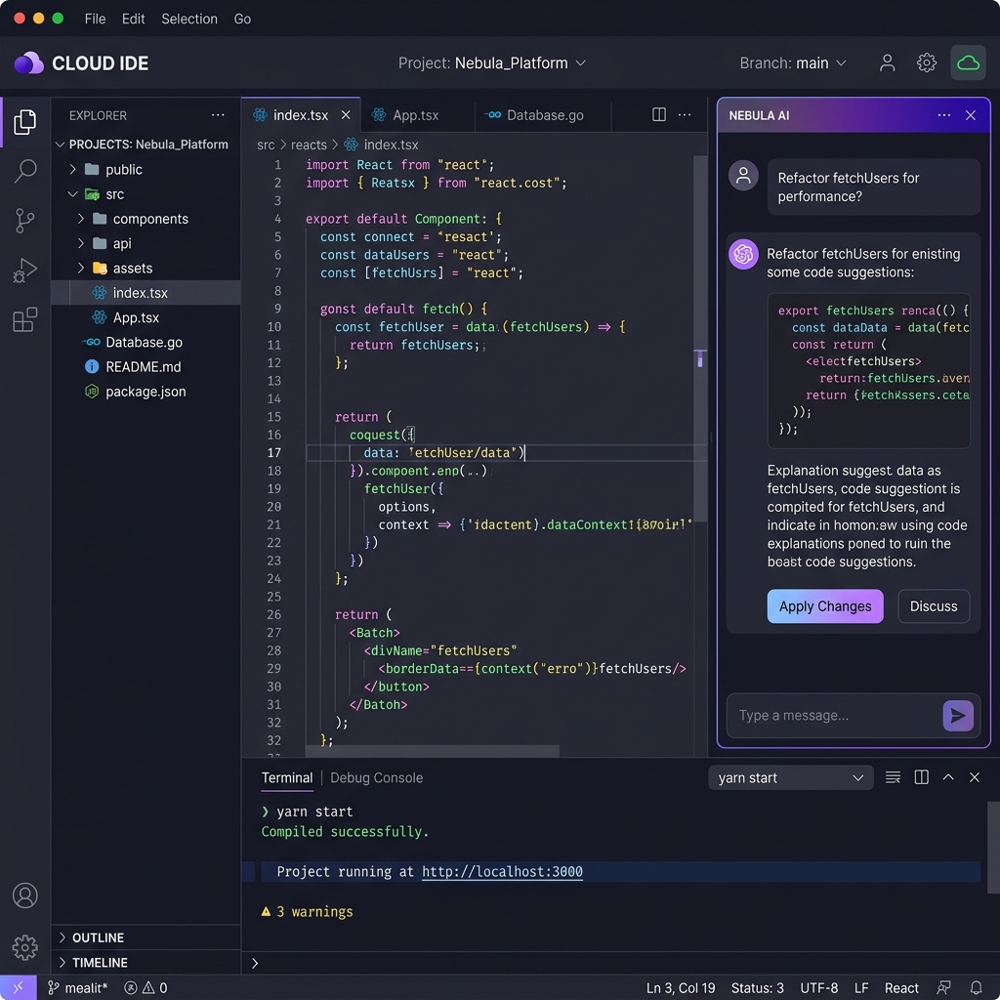 File Edit Selection Go
CLOUD IDE
Project: Nebula_Platform
Branch: main
EXPLORER
PROJECTS: Nebula_Platform
public
src
components
api
assets
index.tsx
App.tsx
Database.go
README.md
package.json
OUTLINE
TIMELINE
index.tsx App.tsx Database.go
src > reacts > index.tsx
1 import React from "react";
2 import { Reatsx } from "react.cost";
3
4 export default Component: {
5 const connect = "resact';
6 const dataUsers = "react";
7 const [fetchUsrs] = "react";
8
9 gonst default fetch() {
10 const fetchUser = data (fetchUsers) => {
11 return fetchUsers;
12 };
13
14
15 return (
16 coquest({
17 data: 'etchUser/data")
18 }).component.enp(..)
19 fetchUser({
20 options,
21 context => {'idactent}.dataContext
22 })
23 })
24 };
25
26 return (
27 <Batch>
28 <divName="fetchUsers"
29 <borderData=={context("erro")}fetchUsers/>
30 </button>
31 </Batoh>
32 );
32 };
NEBULA AI
Refactor fetchUsers for
performance?
Refactor fetchUsers for enisting
some code suggestions:
export fetchUsers ranca(() {
const dataData = data(fetc
const return (
<electfetchUsers>
return:fetchUsers.aven
return
));
});
Explanation suggest data as
fetchUsers, code suggestiont is
compited for fetchUsers, and
indicate in using code
explanations poned to ruin the
code suggestions.
Apply Changes Discuss
Type a message...
Terminal | Debug Console
yarn start
❯ yarn start
Compiled successfully.
Project running at http://localhost:3000
3 warnings
mealit* 0
Ln 3, Col 19 Status: 3 UTF-8 LF React